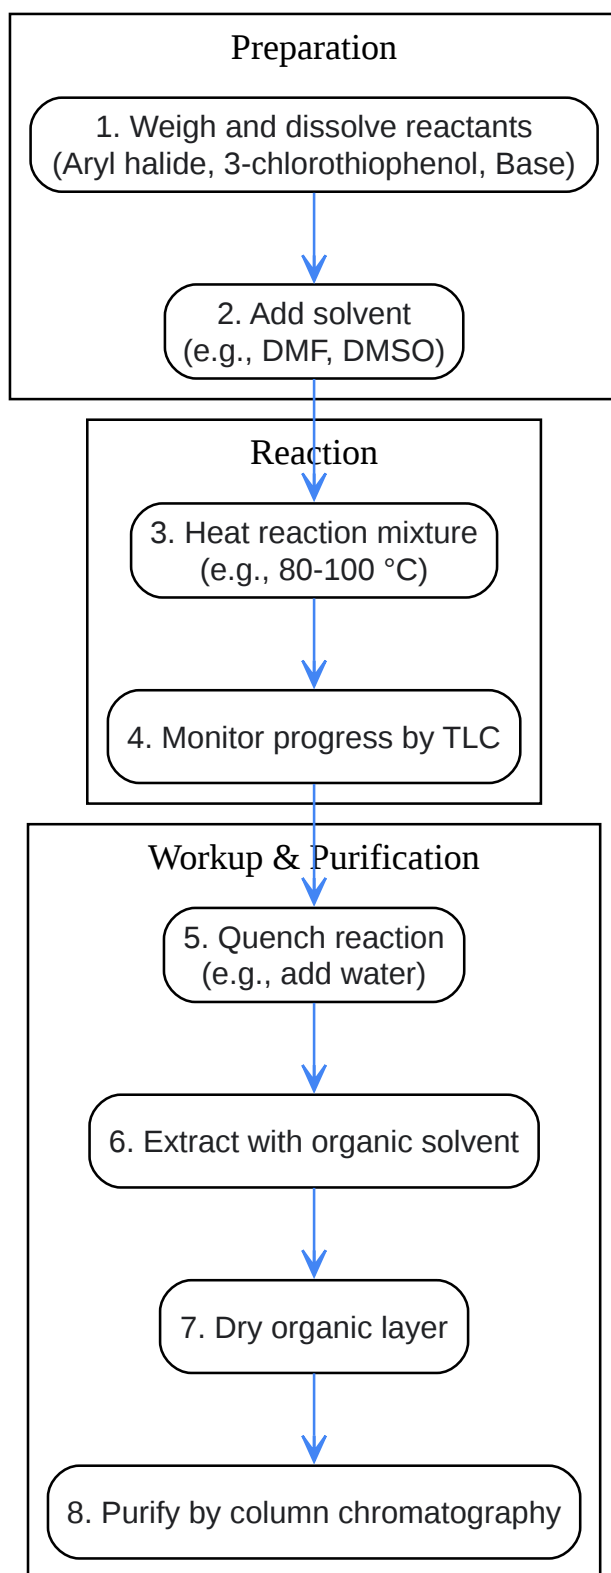 Preparation
1. Weigh and dissolve reactants
(Aryl halide, 3-chlorothiophenol, Base)
2. Add solvent
(e.g., DMF, DMSO)
Reaction
3. Heat reaction mixture
(e.g., 80-100 °C)
4. Monitor progress by TLC
Workup & Purification
5. Quench reaction
(e.g., add water)
6. Extract with organic solvent
7. Dry organic layer
8. Purify by column chromatography